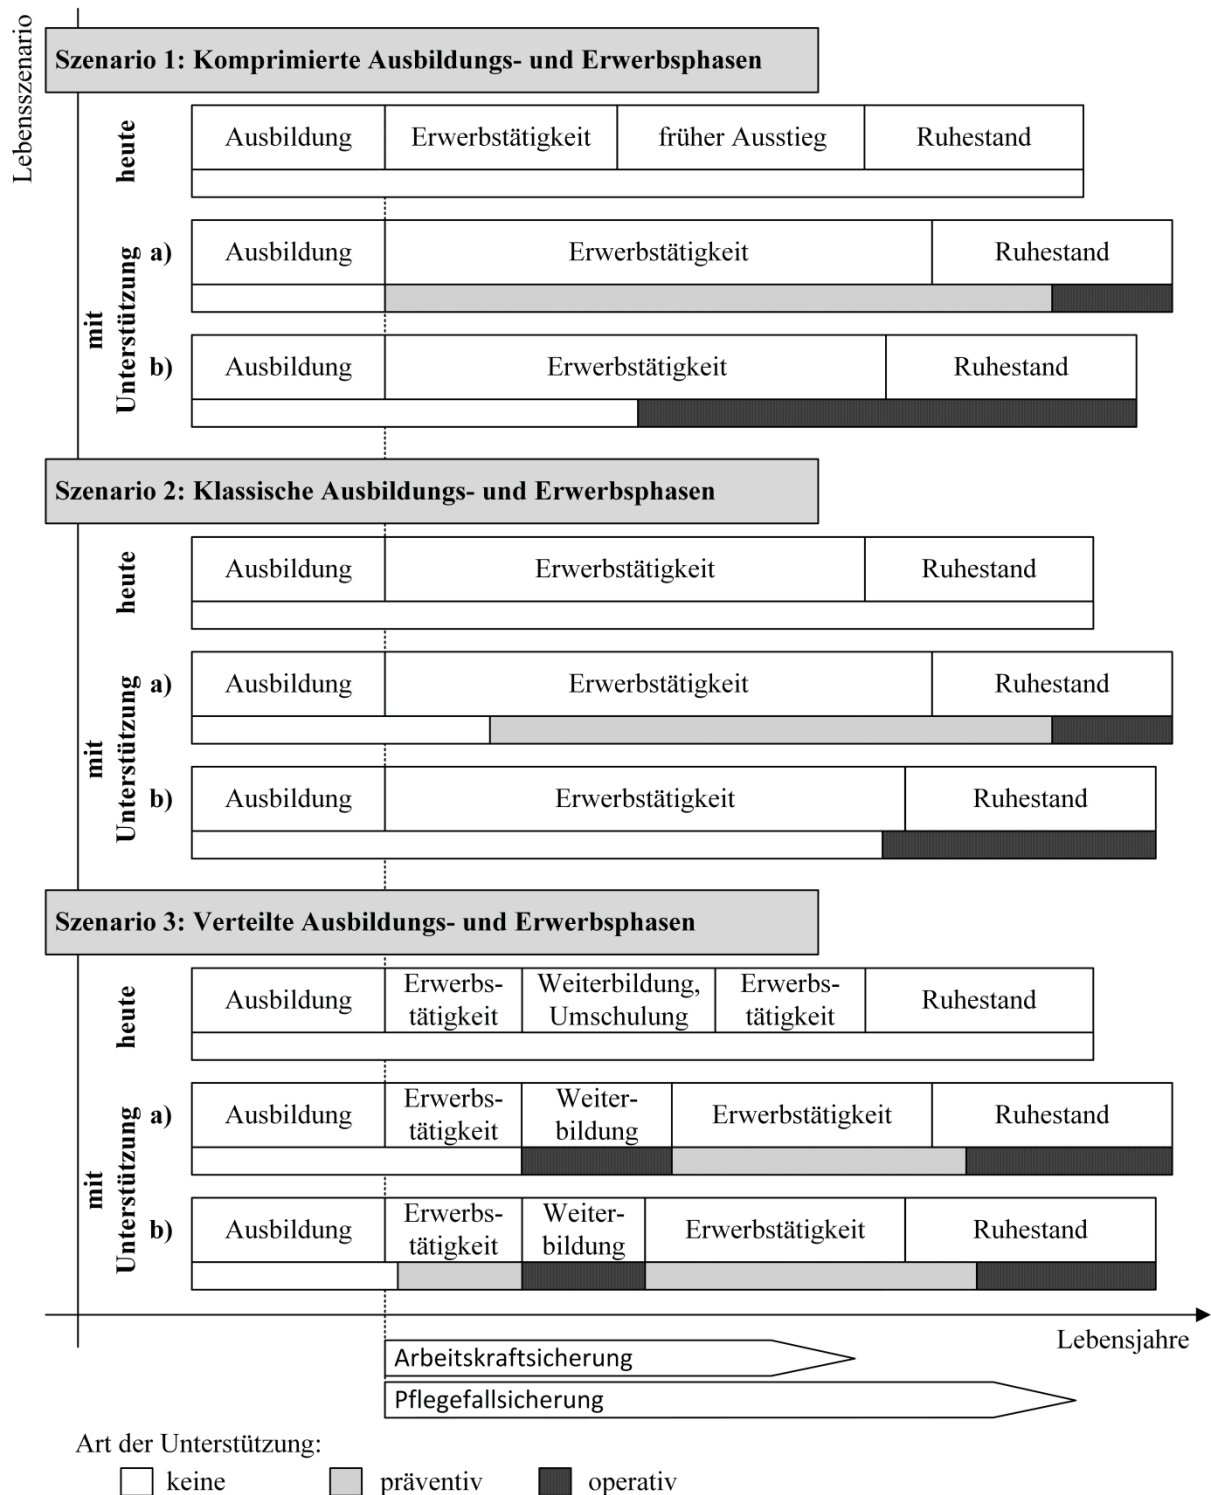 Lebensszenario
Szenario 1: Komprimierte Ausbildungs- und Erwerbsphasen
heute
Ausbildung
Erwerbstätigkeit
früher Ausstieg
Ruhestand
mit
Unterstützung
a)
Ausbildung
Erwerbstätigkeit
Ruhestand
b)
Ausbildung
Erwerbstätigkeit
Ruhestand
Szenario 2: Klassische Ausbildungs- und Erwerbsphasen
heute
Ausbildung
Erwerbstätigkeit
Ruhestand
mit
Unterstützung
a)
Ausbildung
Erwerbstätigkeit
Ruhestand
b)
Ausbildung
Erwerbstätigkeit
Ruhestand
Szenario 3: Verteilte Ausbildungs- und Erwerbsphasen
heute
Ausbildung
Erwerbs-
tätigkeit
Weiterbildung,
Umschulung
Erwerbs-
tätigkeit
Ruhestand
mit
Unterstützung
a)
Ausbildung
Erwerbs-
tätigkeit
Weiter-
bildung
Erwerbstätigkeit
Ruhestand
b)
Ausbildung
Erwerbs-
tätigkeit
Weiter-
bildung
Erwerbstätigkeit
Ruhestand
Lebensjahre
Arbeitskraftsicherung
Pflegefallsicherung
Art der Unterstützung:
keine
präventiv
operativ